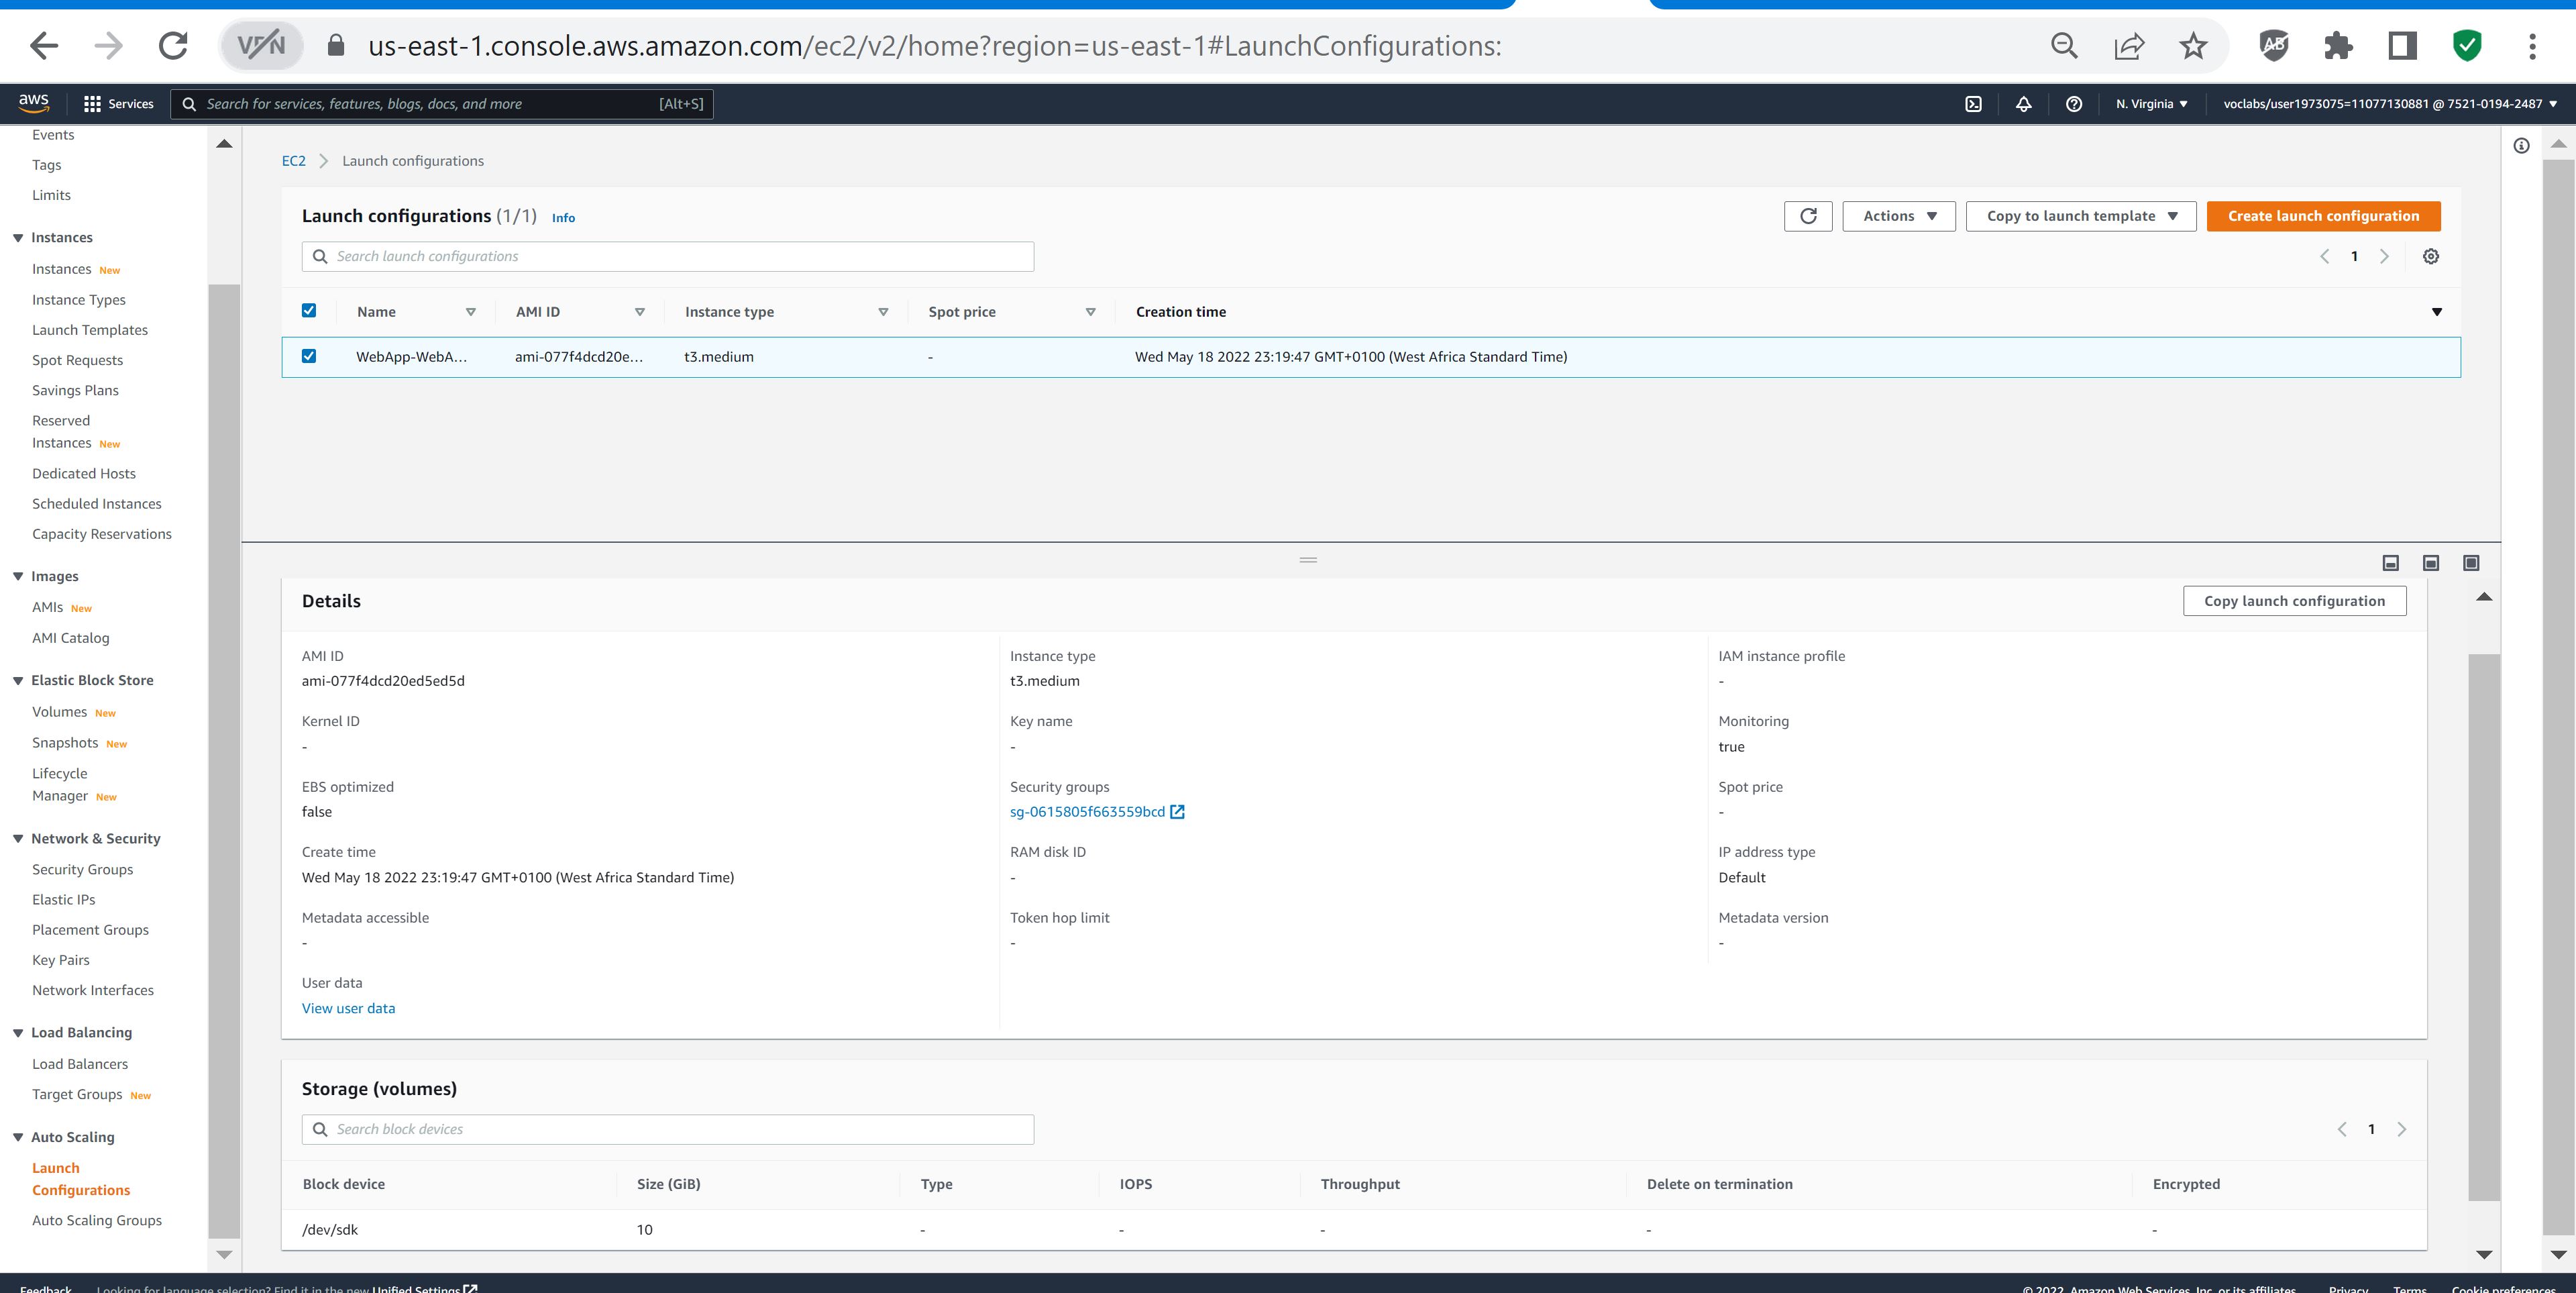 us-east-1.console.aws.amazon.com/ec2/v2/home?region=us-east-1#LaunchConfigurations:
aws
Services
Search for services, features, blogs, docs, and more
[Alt+S]
N. Virginia
voclabs/user1973075=11077130881 @ 7521-0194-2487
Events
Tags
Limits
Instances
Instances New
Instance Types
Launch Templates
Spot Requests
Savings Plans
Reserved
Instances New
Dedicated Hosts
Scheduled Instances
Capacity Reservations
Images
AMIs New
AMI Catalog
Elastic Block Store
Volumes New
Snapshots New
Lifecycle
Manager New
Network & Security
Security Groups
Elastic IPs
Placement Groups
Key Pairs
Network Interfaces
Load Balancing
Load Balancers
Target Groups New
Auto Scaling
Launch
Configurations
Auto Scaling Groups
EC2 > Launch configurations
Launch configurations (1/1) Info
Actions
Copy to launch template
Create launch configuration
Search launch configurations
1
Name AMI ID Instance type Spot price Creation time
WebApp-WebA... ami-077f4dcd20e... t3.medium - Wed May 18 2022 23:19:47 GMT+0100 (West Africa Standard Time)
Details
Copy launch configuration
AMI ID
ami-077f4dcd20ed5ed5d
Instance type
t3.medium
IAM instance profile
-
Kernel ID
-
Key name
-
Monitoring
true
EBS optimized
false
Security groups
sg-0615805f663559bcd
Spot price
-
Create time
Wed May 18 2022 23:19:47 GMT+0100 (West Africa Standard Time)
RAM disk ID
-
IP address type
Default
Metadata accessible
-
Token hop limit
-
Metadata version
-
User data
View user data
Storage (volumes)
Search block devices
1
Block device Size (GiB) Type IOPS Throughput Delete on termination Encrypted
/dev/sdk 10 - - - - -
Feedback
Looking for language selection? Find it in the new Unified Settings
© 2022, Amazon Web Services, Inc. or its affiliates.
Privacy
Terms
Cookie preferences